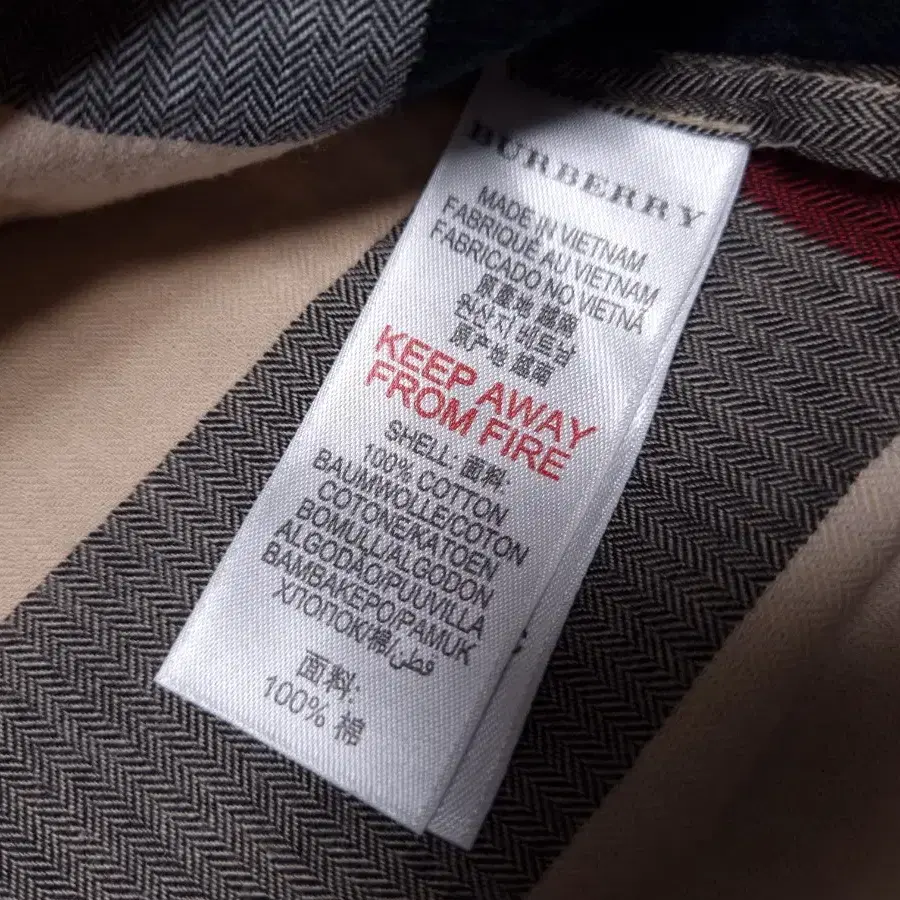 BURBERRY
MADE IN VIETNAM
FABRIQUÉ AU VIETNAM
FABRICADO NO VIETNÃ
原產地 越南
원산지 베트남
原产地 越南
KEEP AWAY
FROM FIRE
SHELL: 面料:
100% COTTON
BAUMWOLLE/COTON
COTONE/KATOEN
BOMULL/ALGODON
ALGODÃO/PUUVILLA
BAMBAKEPO/PAMUK
ХЛОПОК/棉/قطن
面料:
100% 棉